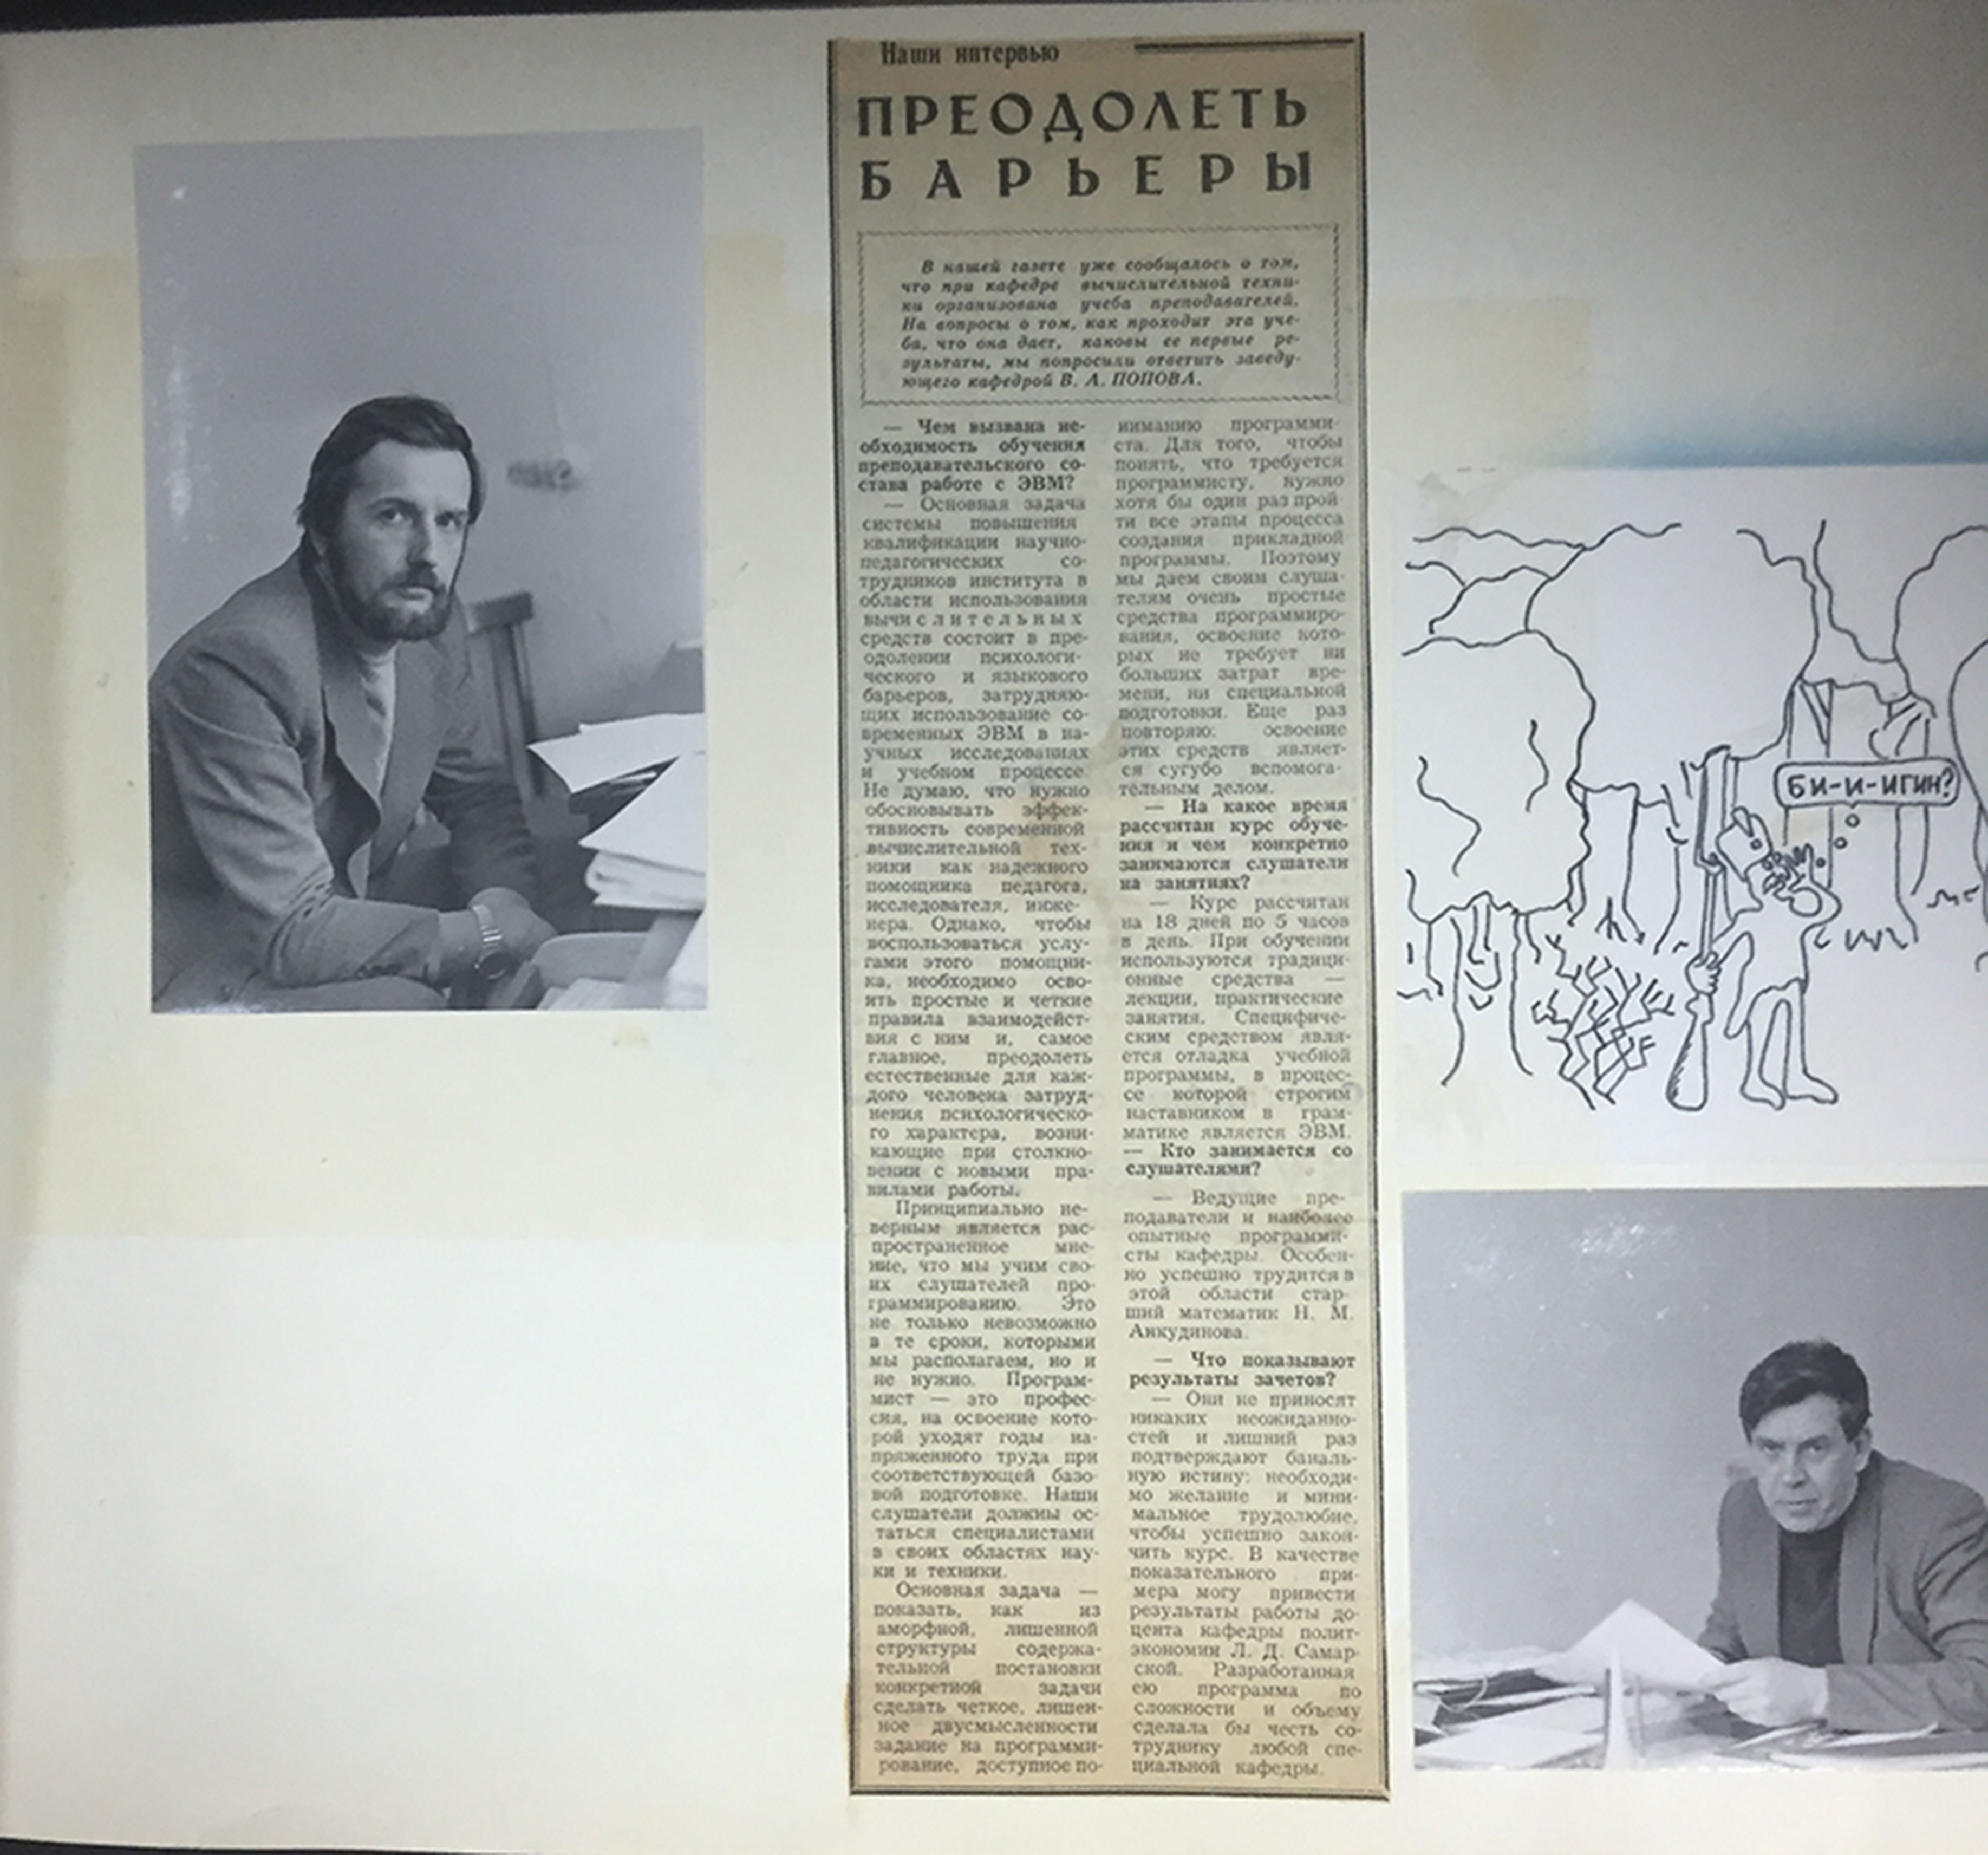 Наши интервью
ПРЕОДОЛЕТЬ
БАРЬЕРЫ
В нашей газете уже сообщалось о том,
что при кафедре вычислительной техни-
ки организована учеба преподавателей.
На вопросы о том, как проходит эта уче-
ба, что она дает, каковы ее первые ре-
зультаты, мы попросили ответить заведу-
ющего кафедрой В. А. ПОПОВА.
— Чем вызвана не-
обходимость обучения
преподавательского со-
става работе с ЭВМ?
— Основная задача
системы повышения
квалификации научно-
педагогических со-
трудников института в
области использования
вычислительных
средств состоит в пре-
одолении психологи-
ческого и языкового
барьеров, затрудняю-
щих использование со-
временных ЭВМ в на-
учных исследованиях
и учебном процессе.
Не думаю, что нужно
обосновывать эффек-
тивность современной
вычислительной тех-
ники как надежного
помощника педагога,
исследователя, инже-
нера. Однако, чтобы
воспользоваться услу-
гами этого помощни-
ка, необходимо осво-
ить простые и четкие
правила взаимодейст-
вия с ним и, самое
главное, преодолеть
естественные для каж-
дого человека затруд-
нения психологическо-
го характера, возни-
кающие при столкно-
вении с новыми пра-
вилами работы.
Принципиально не-
верным является рас-
пространенное мне-
ние, что мы учим сво-
их слушателей про-
граммированию. Это
не только невозможно
в те сроки, которыми
мы располагаем, но и
не нужно. Програм-
мист — это профес-
сия, на освоение кото-
рой уходят годы на-
пряженного труда при
соответствующей базо-
вой подготовке. Наши
слушатели должны ос-
таться специалистами
в своих областях нау-
ки и техники.
Основная задача —
показать, как из
аморфной, лишенной
структуры содержа-
тельной постановки
конкретной задачи
сделать четкое, лишен-
ное двусмысленности
задание на программи-
рование, доступное по-
ниманию программи-
ста. Для того, чтобы
понять, что требуется
программисту, нужно
хотя бы один раз прой-
ти все этапы процесса
создания прикладной
программы. Поэтому
мы даем своим слуша-
телям очень простые
средства программиро-
вания, освоение кото-
рых не требует ни
больших затрат вре-
мени, ни специальной
подготовки. Еще раз
повторяю: освоение
этих средств являет-
ся сугубо вспомога-
тельным делом.
— На какое время
рассчитан курс обуче-
ния и чем конкретно
занимаются слушатели
на занятиях?
— Курс рассчитан
на 18 дней по 5 часов
в день. При обучении
используются традици-
онные средства —
лекции, практические
занятия. Специфиче-
ским средством явля-
ется отладка учебной
программы, в процес-
се которой строгим
наставником в грам-
матике является ЭВМ.
— Кто занимается со
слушателями?
— Ведущие пре-
подаватели и наиболее
опытные программи-
сты кафедры. Особен-
но успешно трудится в
этой области стар-
ший математик Н. М.
Анкудинова.
— Что показывают
результаты зачетов?
— Они не приносят
никаких неожиданно-
стей и лишний раз
подтверждают баналь-
ную истину: необходи-
мо желание и мини-
мальное трудолюбие,
чтобы успешно закон-
чить курс. В качестве
показательного при-
мера могу привести
результаты работы до-
цента кафедры полит-
экономии Л. Д. Самар-
ской. Разработанная
ею программа по
сложности и объему
сделала бы честь со-
труднику любой спе-
циальной кафедры.
БИ-И-ИГИН?